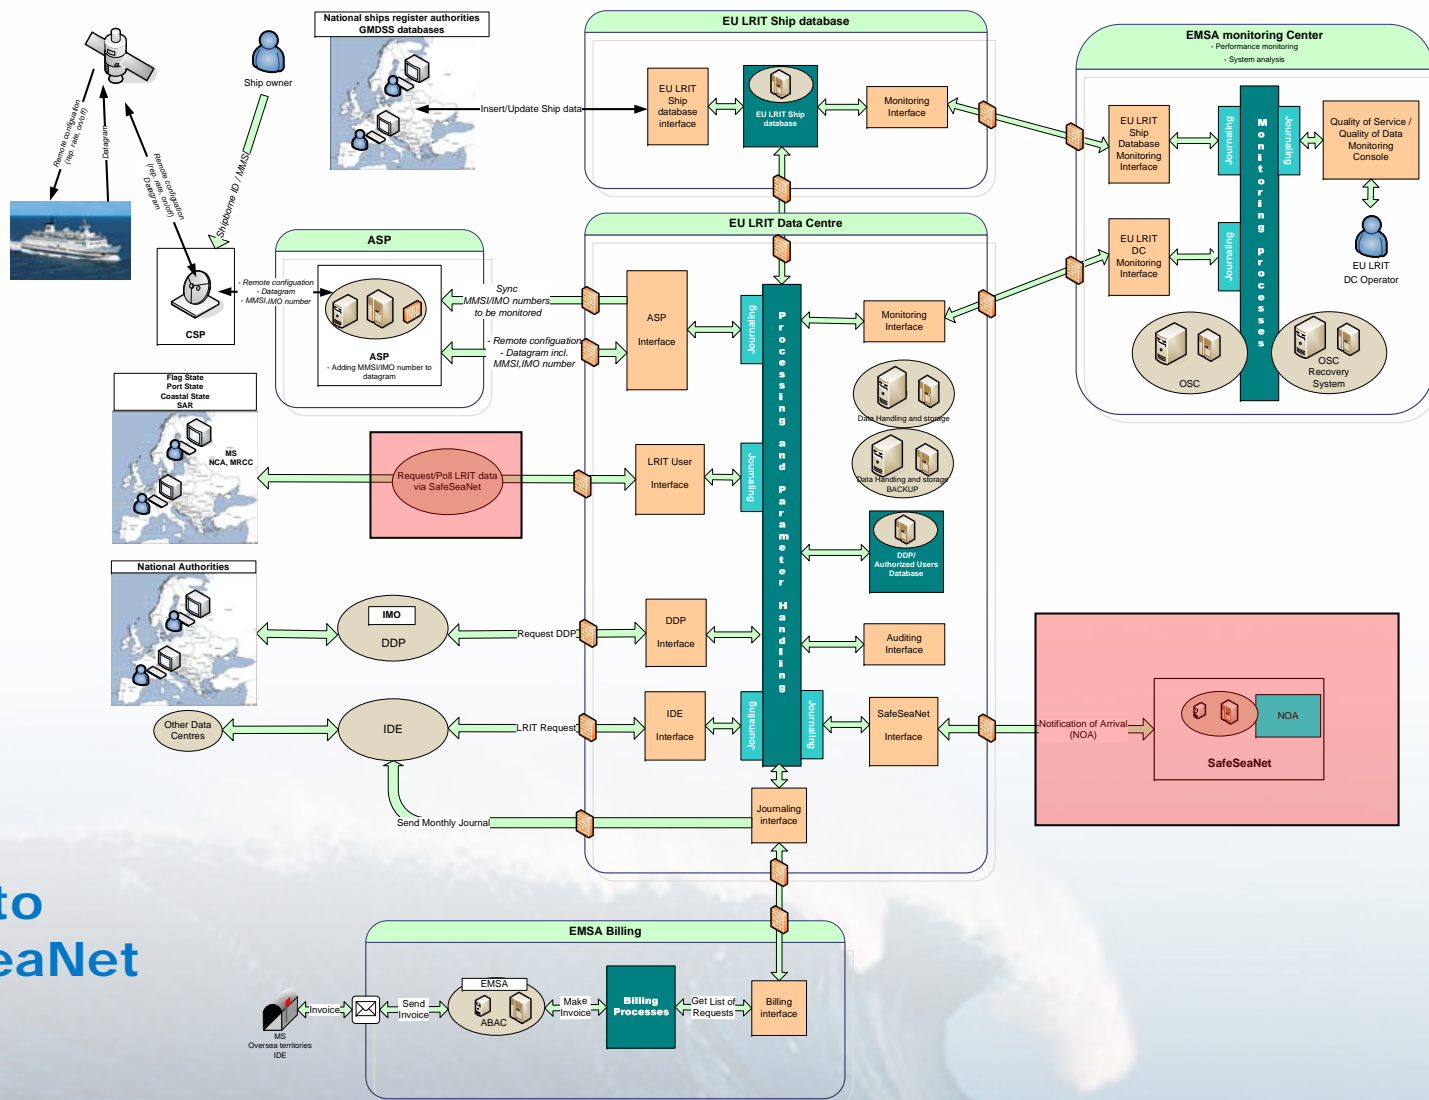 National ships register authorities
GMDSS databases
Ship owner
Remote configuation
(rep. rate, on/off)
Datagram
Remote configuation
(rep. rate, on/off)
Datagram
Shipborne ID / MMSI
CSP
- Remote configuation
- Datagram
- MMSI,IMO number
ASP
ASP
- Adding MMSI/IMO number to
datagram
Insert/Update Ship data
EU LRIT Ship database
EU LRIT
Ship
database
interface
EU LRIT Ship
database
Monitoring
Interface
EMSA monitoring Center
- Performance monitoring
- System analysis
EU LRIT
Ship
Database
Monitoring
Interface
Journaling
Monitoring processes
Journaling
Quality of Service /
Quality of Data
Monitoring
Console
EU LRIT
DC
Monitoring
Interface
Journaling
EU LRIT
DC Operator
OSC
OSC
Recovery
System
EU LRIT Data Centre
Sync
MMSI/IMO numbers
to be monitored
- Remote configuation
- Datagram incl.
MMSI,IMO number
ASP
Interface
Journaling
Processing and Parameter Handling
Monitoring
Interface
Data Handling and storage
Data Handling and storage
BACKUP
Flag State
Port State
Coastal State
SAR
MS
NCA, MRCC
Request/Poll LRIT data
via SafeSeaNet
LRIT User
Interface
Journaling
DDP/
Authorized Users
Database
National Authorities
IMO
DDP
Request DDP
DDP
Interface
Auditing
Interface
Other Data
Centres
IDE
LRIT Request
IDE
Interface
Journaling
Journaling
SafeSeaNet
Interface
Notification of Arrival
(NOA)
NOA
SafeSeaNet
Send Monthly Journal
Journaling
interface
to
eaNet
EMSA Billing
MS
Oversea territories
IDE
Invoice
Send
Invoice
EMSA
ABAC
Make
Invoice
Billing
Processes
Get List of
Requests
Billing
interface